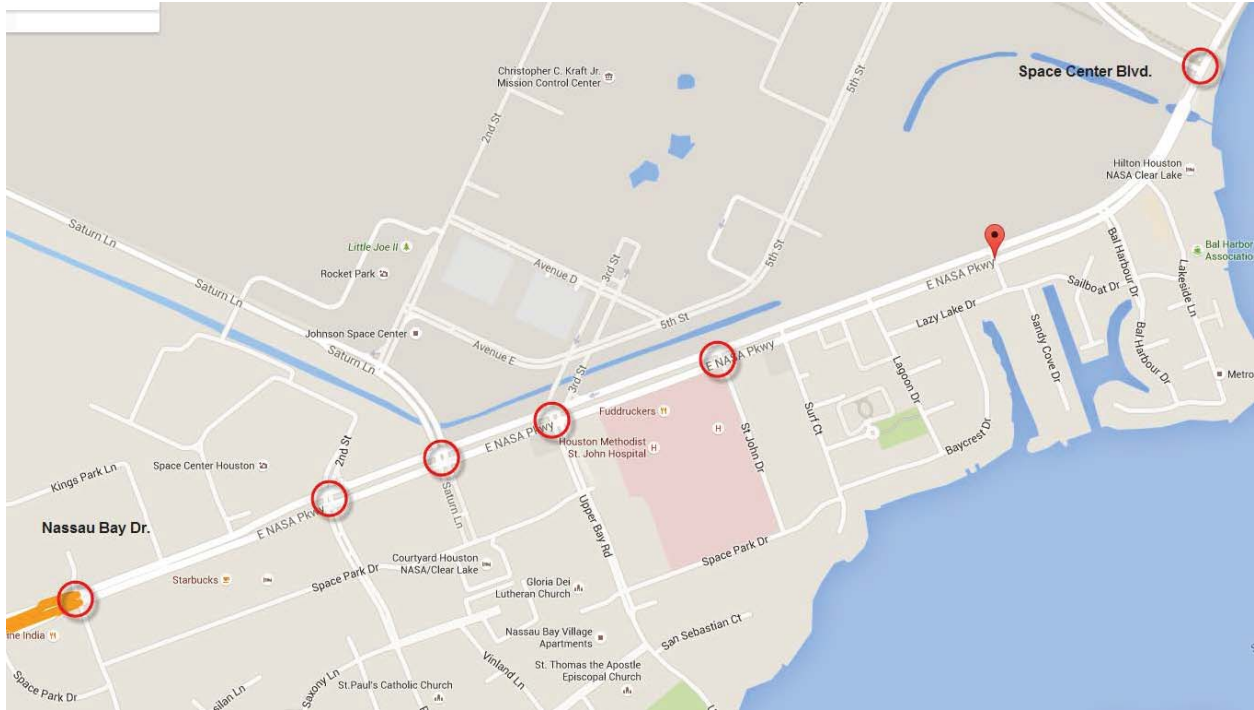 Christopher C. Kraft Jr.
Mission Control Center
Space Center Blvd.
5th St
5th St
2nd St
Hilton Houston
NASA Clear Lake
Saturn Ln
Little Joe II
Rocket Park
Avenue D
3rd St
5th St
E NASA Pkwy
Bal Harbour Dr
Lakeside Ln
Bal Harbor
Association
Saturn Ln
Sailboat Dr
Johnson Space Center
Saturn Ln
Avenue E
5th St
Lazy Lake Dr
Sandy Cove Dr
Bal Harbour Dr
E NASA Pkwy
3rd St
Lagoon Dr
Metro
Fuddruckers
Surf Ct
E NASA Pkwy
Houston Methodist
St. John Hospital
St John Dr
Baycrest Dr
2nd St
Kings Park Ln
Space Center Houston
Saturn Ln
Upper Bay Rd
Nassau Bay Dr.
E NASA Pkwy
Space Park Dr
Courtyard Houston
NASA/Clear Lake
Starbucks
Space Park Dr
Gloria Dei
Lutheran Church
ne India
Nassau Bay Village
Apartments
San Sebastian Ct
Vinland Ln
St. Thomas the Apostle
Episcopal Church
Space Park Dr
silan Ln
Saxony Ln
St.Paul's Catholic Church